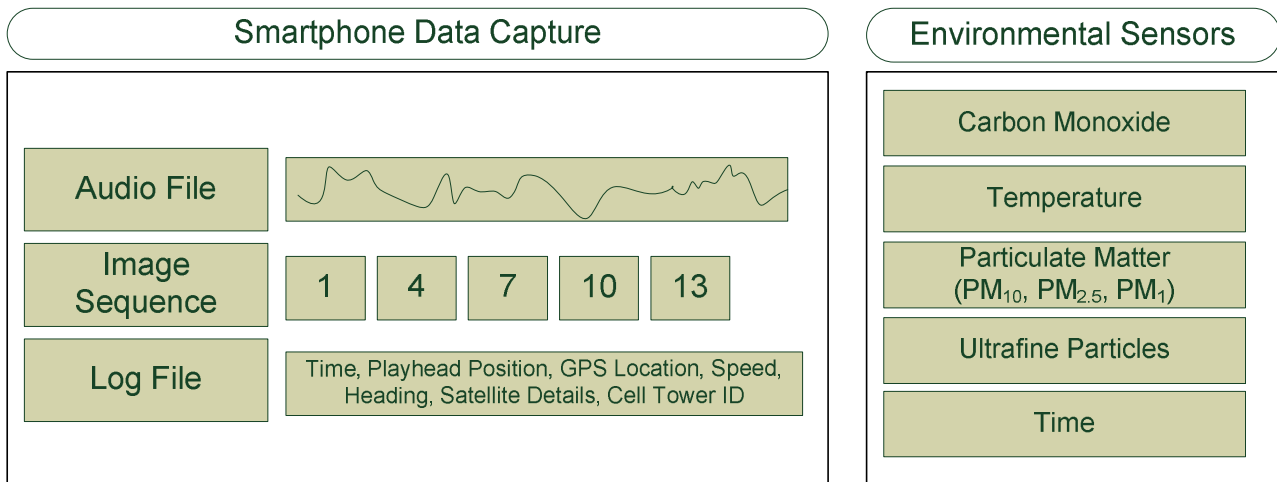 Smartphone Data Capture
Audio File
Image
Sequence
1 4 7 10 13
Log File
Time, Playhead Position, GPS Location, Speed,
Heading, Satellite Details, Cell Tower ID
Environmental Sensors
Carbon Monoxide
Temperature
Particulate Matter
(PM₁₀, PM₂.₅, PM₁)
Ultrafine Particles
Time